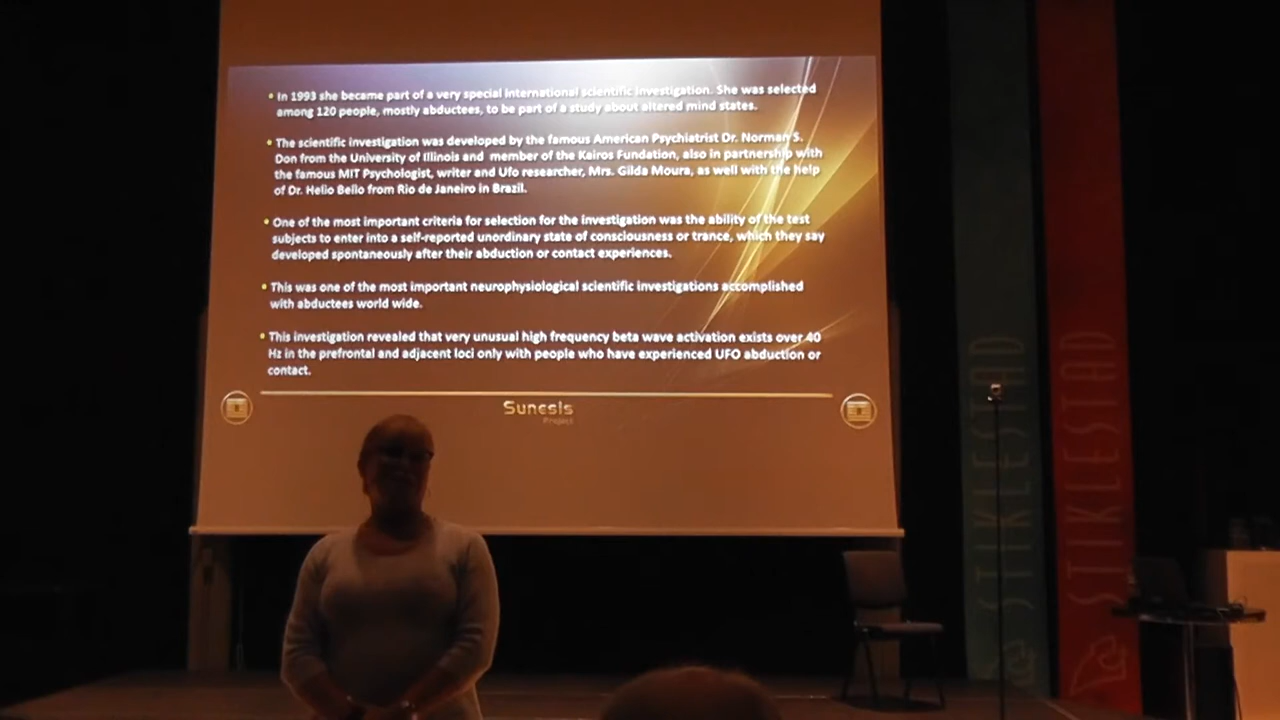 • In 1993 she became part of a very special international scientific investigation. She was selected
among 120 people, mostly abductees, to be part of a study about altered mind states.
• The scientific investigation was developed by the famous American Psychiatrist Dr. Norman S.
Don from the University of Illinois and member of the Kairos Foundation, also in partnership with
the famous MIT Psychologist, writer and Ufo researcher, Mrs. Gilda Moura, as well with the help
of Dr. Helio Bello from Rio de Janeiro in Brazil.
• One of the most important criteria for selection for the investigation was the ability of the test
subjects to enter into a self-reported unordinary state of consciousness or trance, which they say
developed spontaneously after their abduction or contact experiences.
• This was one of the most important neurophysiological scientific investigations accomplished
with abductees world wide.
• This investigation revealed that very unusual high frequency beta wave activation exists over 40
Hz in the prefrontal and adjacent loci only with people who have experienced UFO abduction or
contact.
Sunesis
Project
STIKLESTAD
STIKLESTAD